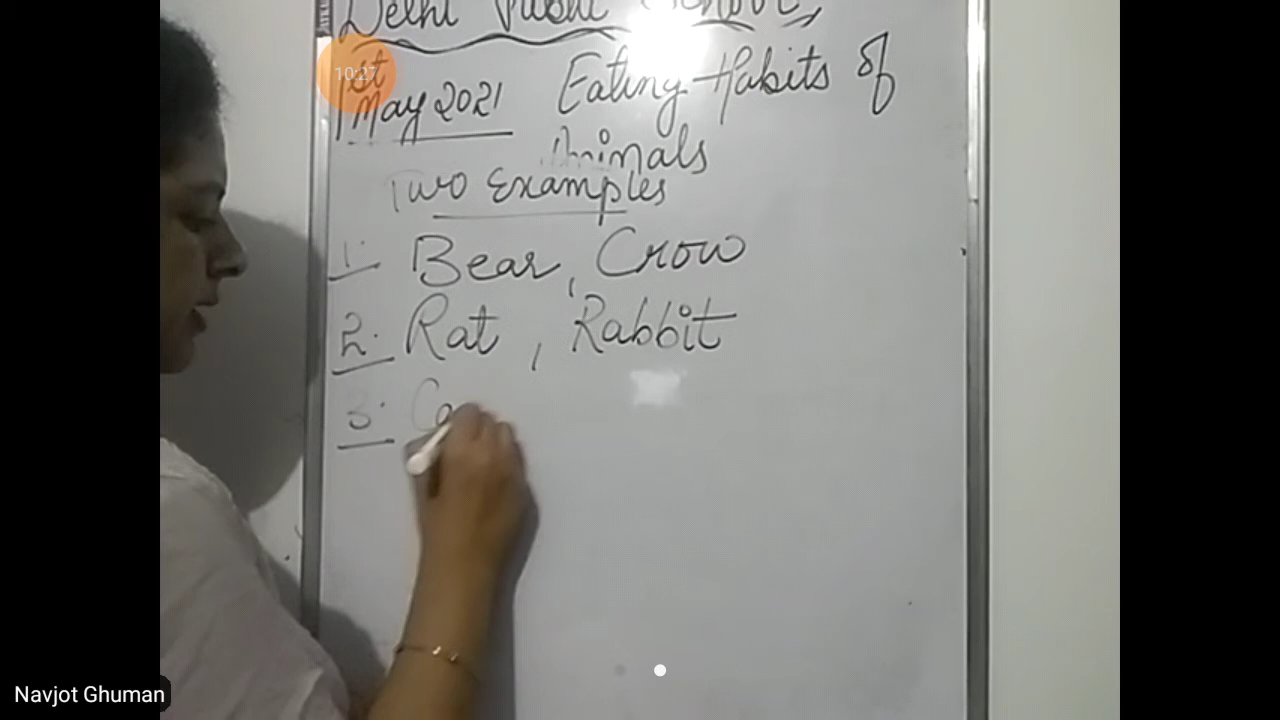 Delhi Public School,
10:27
1st May 2021 Eating Habits of
Animals
Two Examples
1. Bear, Crow
2. Rat, Rabbit
3. Ca
Navjot Ghuman